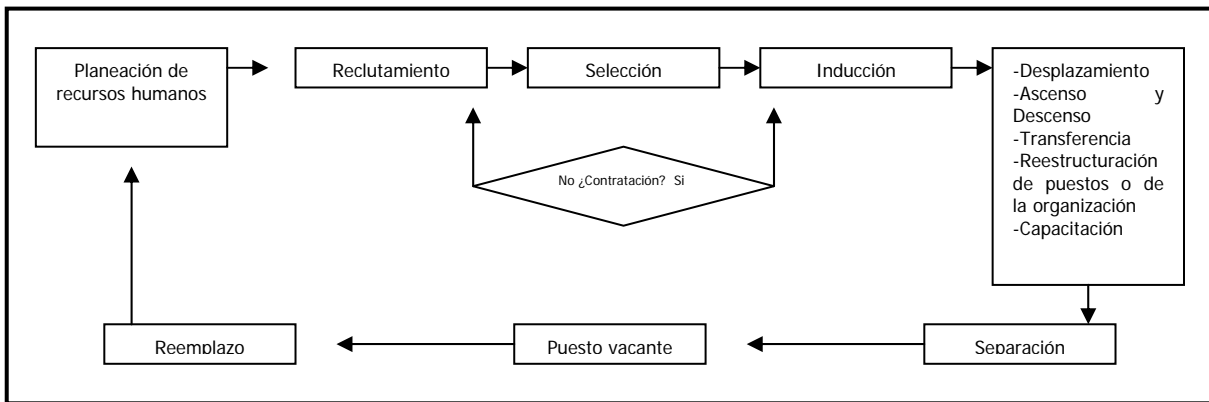 Planeación de
recursos humanos
Reclutamiento
Selección
Inducción
-Desplazamiento
-Ascenso y
Descenso
-Transferencia
-Reestructuración
de puestos o de
la organización
-Capacitación
No ¿Contratación? Si
Reemplazo
Puesto vacante
Separación